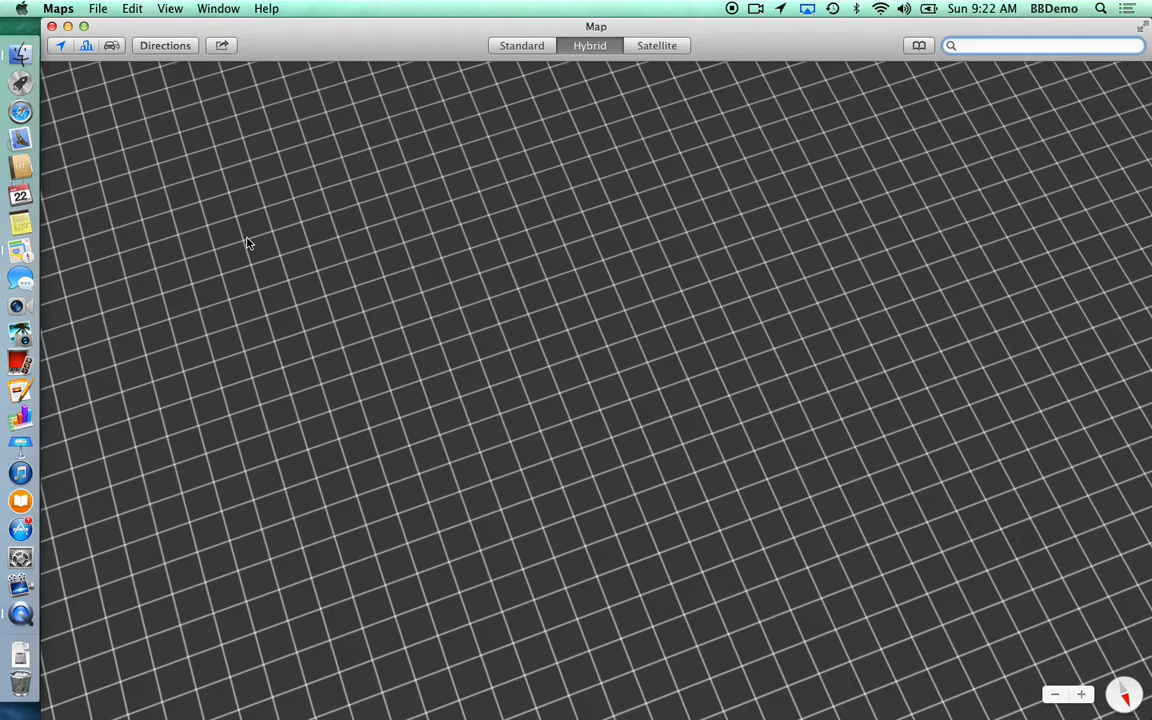 Maps File Edit View Window Help Sun 9:22 AM BBDemo
Map
Directions Standard Hybrid Satellite
22